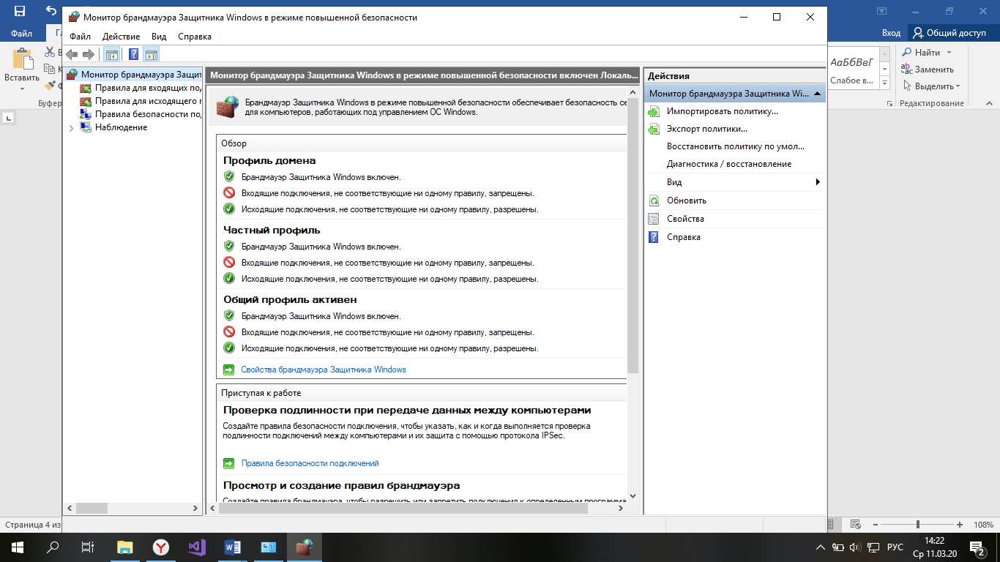 Монитор брандмауэра Защитника Windows в режиме повышенной безопасности
Файл Действие Вид Справка
Файл
Вход Общий доступ
Вставить
Буфер
АаБбВвГ
Слабое в...
Найти
Заменить
Выделить
Редактирование
Монитор брандмауэра Защит
Правила для входящих по
Правила для исходящего п
Правила безопасности по
Наблюдение
Монитор брандмауэра Защитника Windows в режиме повышенной безопасности включен Локаль...
Брандмауэр Защитника Windows в режиме повышенной безопасности обеспечивает безопасность се
для компьютеров, работающих под управлением ОС Windows.
Обзор
Профиль домена
Брандмауэр Защитника Windows включен.
Входящие подключения, не соответствующие ни одному правилу, запрещены.
Исходящие подключения, не соответствующие ни одному правилу, разрешены.
Частный профиль
Брандмауэр Защитника Windows включен.
Входящие подключения, не соответствующие ни одному правилу, запрещены.
Исходящие подключения, не соответствующие ни одному правилу, разрешены.
Общий профиль активен
Брандмауэр Защитника Windows включен.
Входящие подключения, не соответствующие ни одному правилу, запрещены.
Исходящие подключения, не соответствующие ни одному правилу, разрешены.
Свойства брандмауэра Защитника Windows
Приступая к работе
Проверка подлинности при передаче данных между компьютерами
Создайте правила безопасности подключения, чтобы указать, как и когда выполняется проверка
подлинности подключений между компьютерами и их защита с помощью протокола IPSec.
Правила безопасности подключений
Просмотр и создание правил брандмауэра
Создайте правила брандмауэра, чтобы разрешить или запретить подключения к определенным программа
Действия
Монитор брандмауэра Защитника Wi...
Импортировать политику...
Экспорт политики...
Восстановить политику по умол...
Диагностика / восстановление
Вид
Обновить
Свойства
Справка
Страница 4 из
108%
РУС
14:22
Ср 11.03.20
2